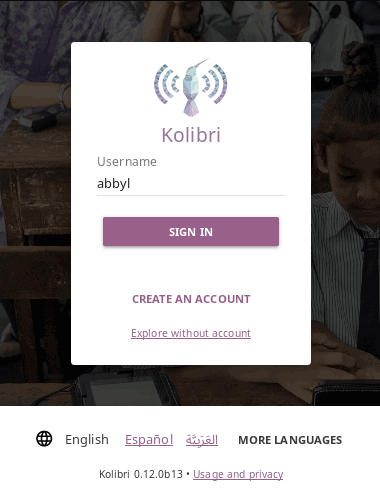 Kolibri
Username
abbyl
SIGN IN
CREATE AN ACCOUNT
Explore without account
English Español العَرَبِيَّة MORE LANGUAGES
Kolibri 0.12.0b13 • Usage and privacy